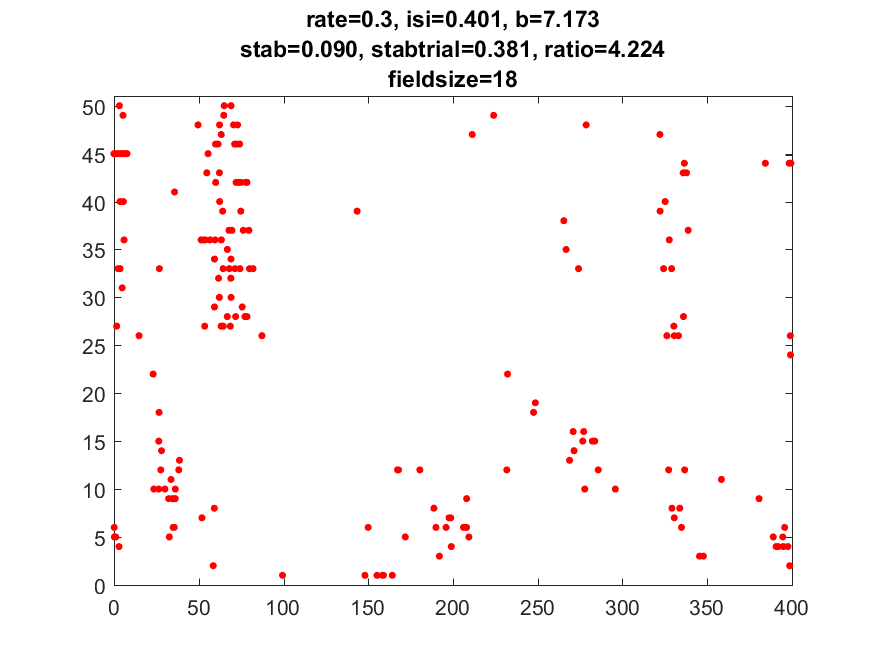 rate=0.3, isi=0.401, b=7.173
stab=0.090, stabtrial=0.381, ratio=4.224
fieldsize=18
50
45
40
35
30
25
20
15
10
5
0
0 50 100 150 200 250 300 350 400